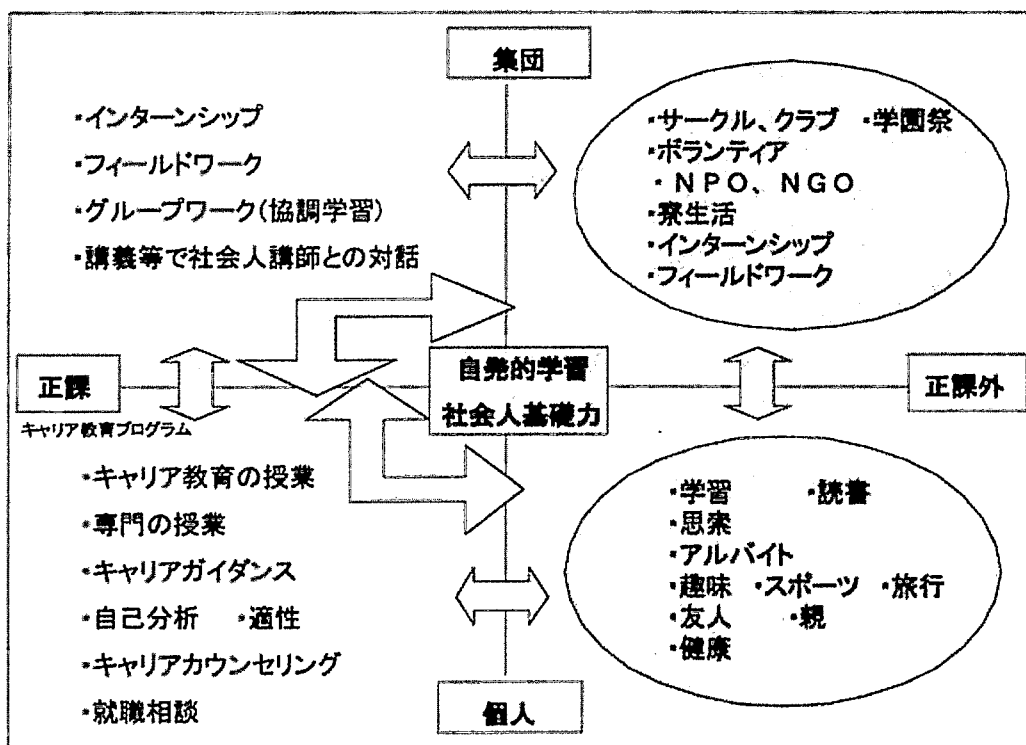 集団
・インターンシップ
・フィールドワーク
・グループワーク(協調学習)
・講義等で社会人講師との対話
・サークル、クラブ ・学園祭
・ボランティア
・NPO、NGO
・寮生活
・インターンシップ
・フィールドワーク
正課
キャリア教育プログラム
自発的学習
社会人基礎力
正課外
・キャリア教育の授業
・専門の授業
・キャリアガイダンス
・自己分析 ・適性
・キャリアカウンセリング
・就職相談
・学習 ・読書
・思索
・アルバイト
・趣味 ・スポーツ ・旅行
・友人 ・親
・健康
個人